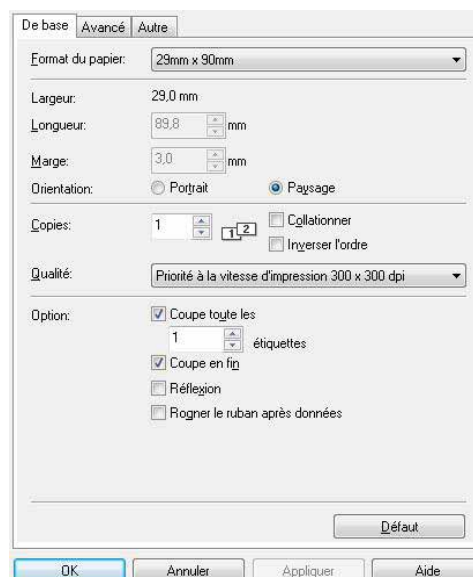 De base Avancé Autre
Format du papier: 29mm x 90mm
Largeur: 29,0 mm
Longueur: 89,8 mm
Marge: 3,0 mm
Orientation: Portrait Paysage
Copies: 1 1 2 Collationner
Inverser l'ordre
Qualité: Priorité à la vitesse d'impression 300 x 300 dpi
Option: Coupe toute les
1 étiquettes
Coupe en fin
Réflexion
Rogner le ruban après données
Défaut
OK Annuler Appliquer Aide